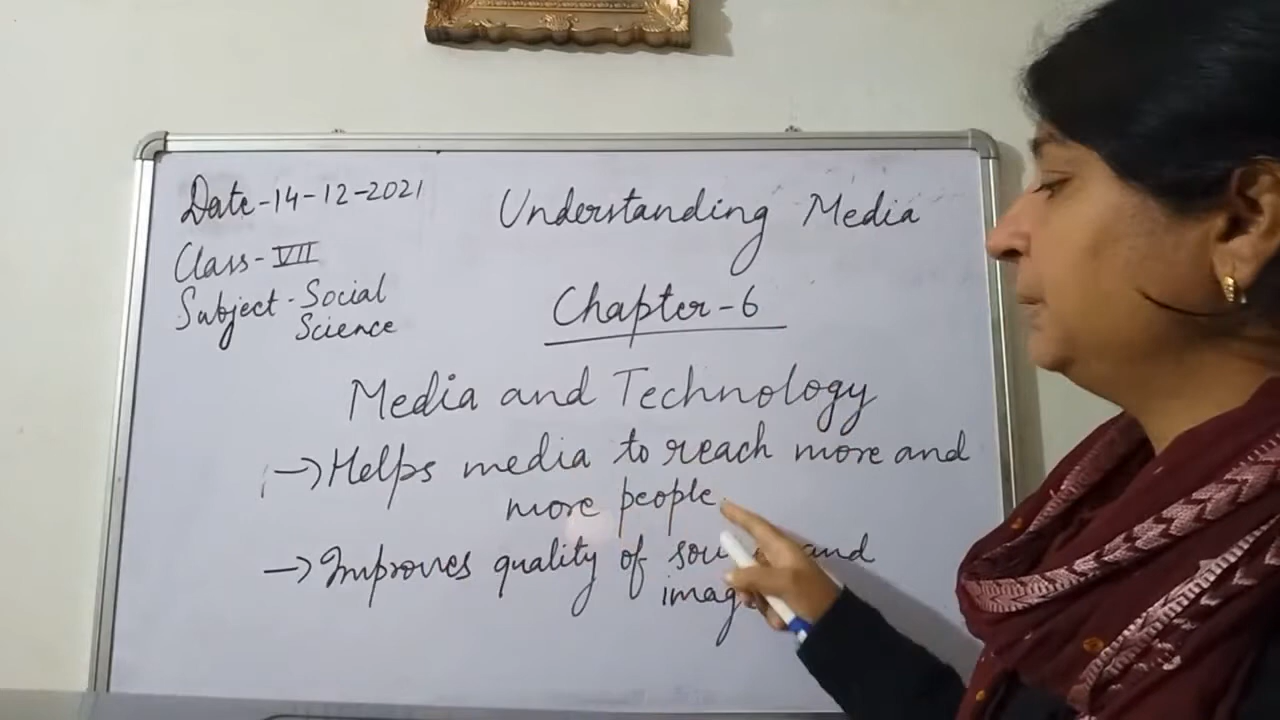 Date-14-12-2021
Class-VII
Subject-Social
Science
Understanding Media
Chapter-6
Media and Technology
→Helps media to reach more and
more people.
→Improves quality of and